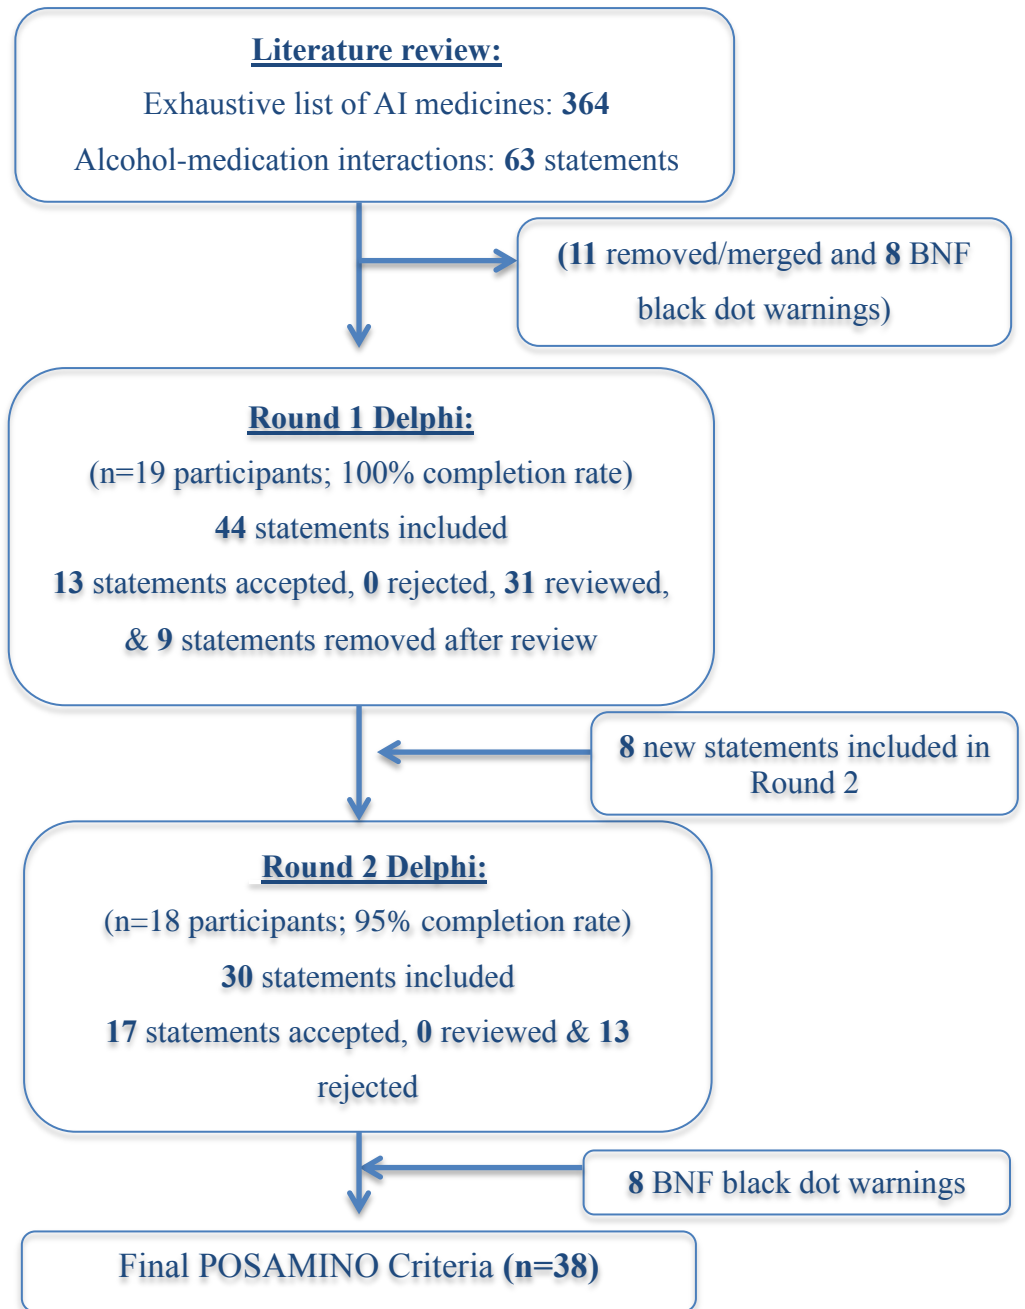 Literature review:
Exhaustive list of AI medicines: 364
Alcohol-medication interactions: 63 statements
(11 removed/merged and 8 BNF
black dot warnings)
Round 1 Delphi:
(n=19 participants; 100% completion rate)
44 statements included
13 statements accepted, 0 rejected, 31 reviewed,
& 9 statements removed after review
8 new statements included in
Round 2
Round 2 Delphi:
(n=18 participants; 95% completion rate)
30 statements included
17 statements accepted, 0 reviewed & 13
rejected
8 BNF black dot warnings
Final POSAMINO Criteria (n=38)